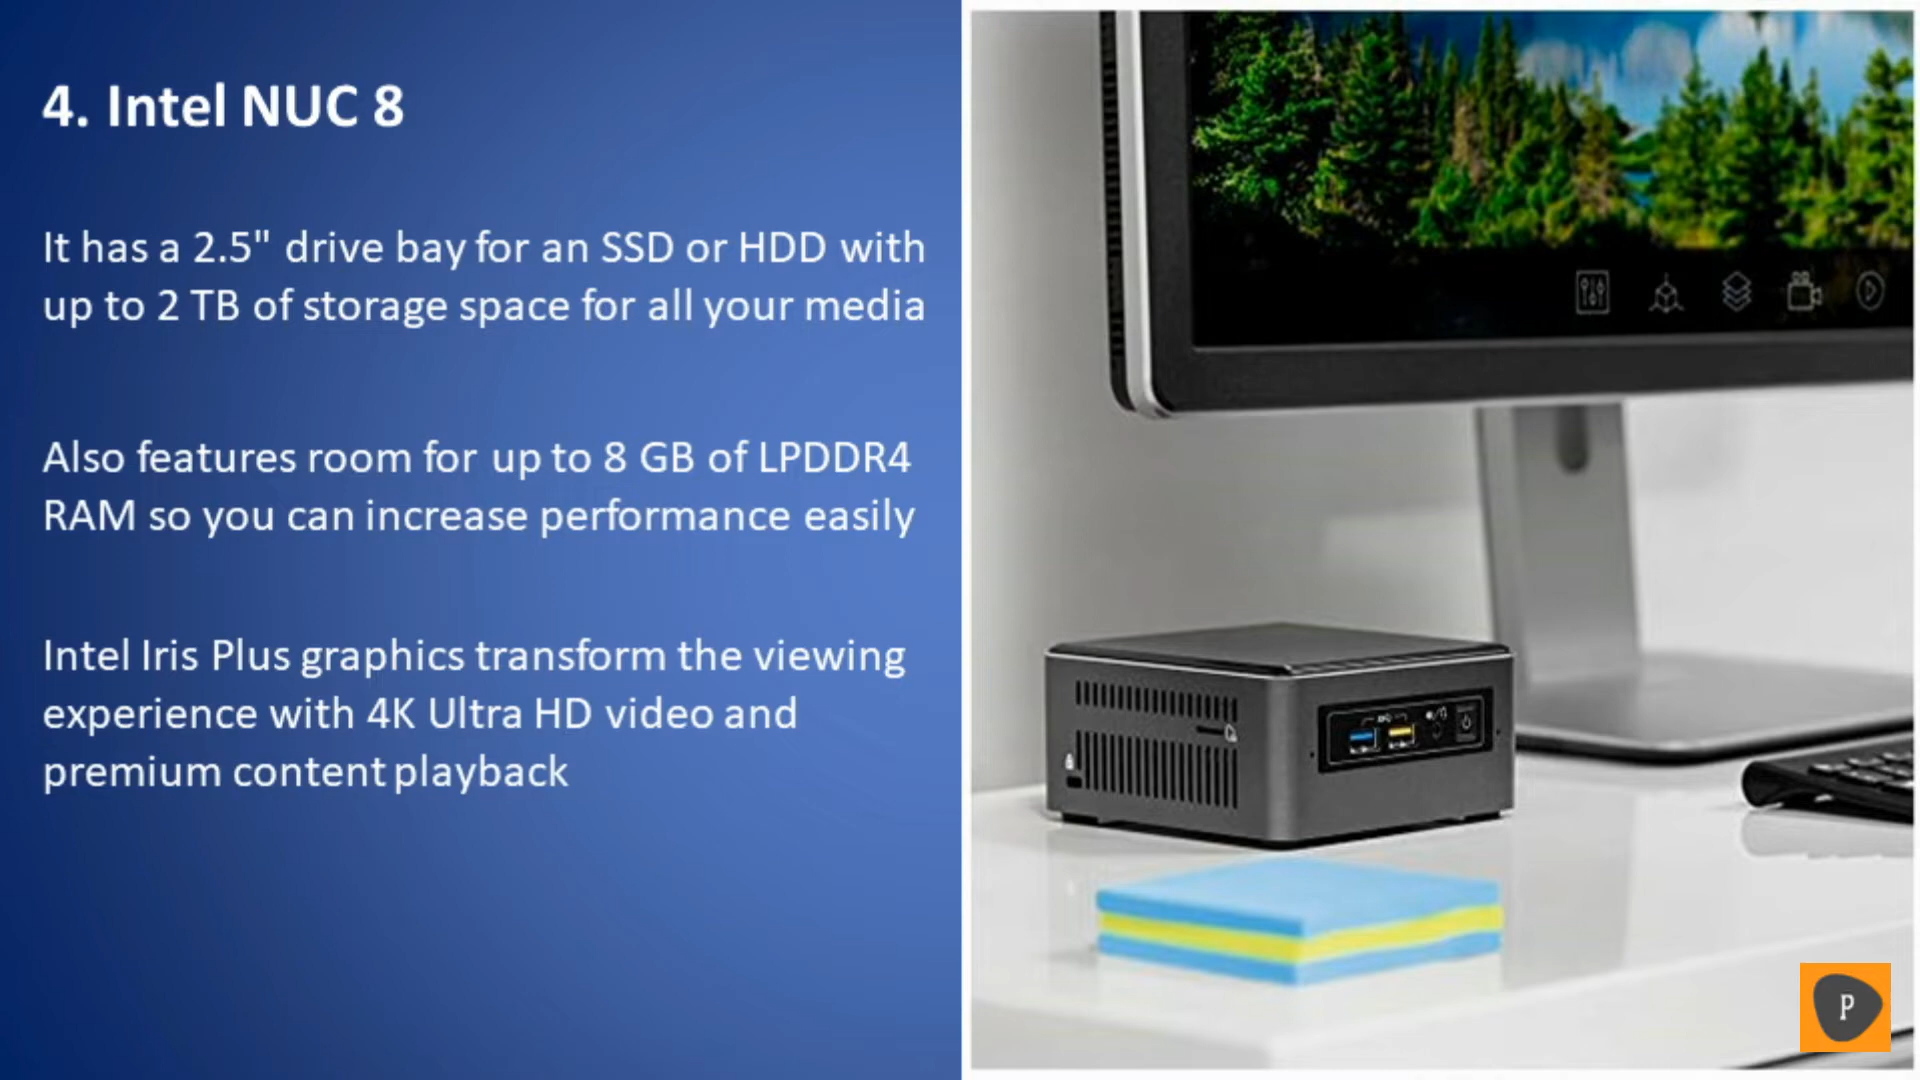 4. Intel NUC 8
It has a 2.5" drive bay for an SSD or HDD with
up to 2 TB of storage space for all your media
Also features room for up to 8 GB of LPDDR4
RAM so you can increase performance easily
Intel Iris Plus graphics transform the viewing
experience with 4K Ultra HD video and
premium content playback
P